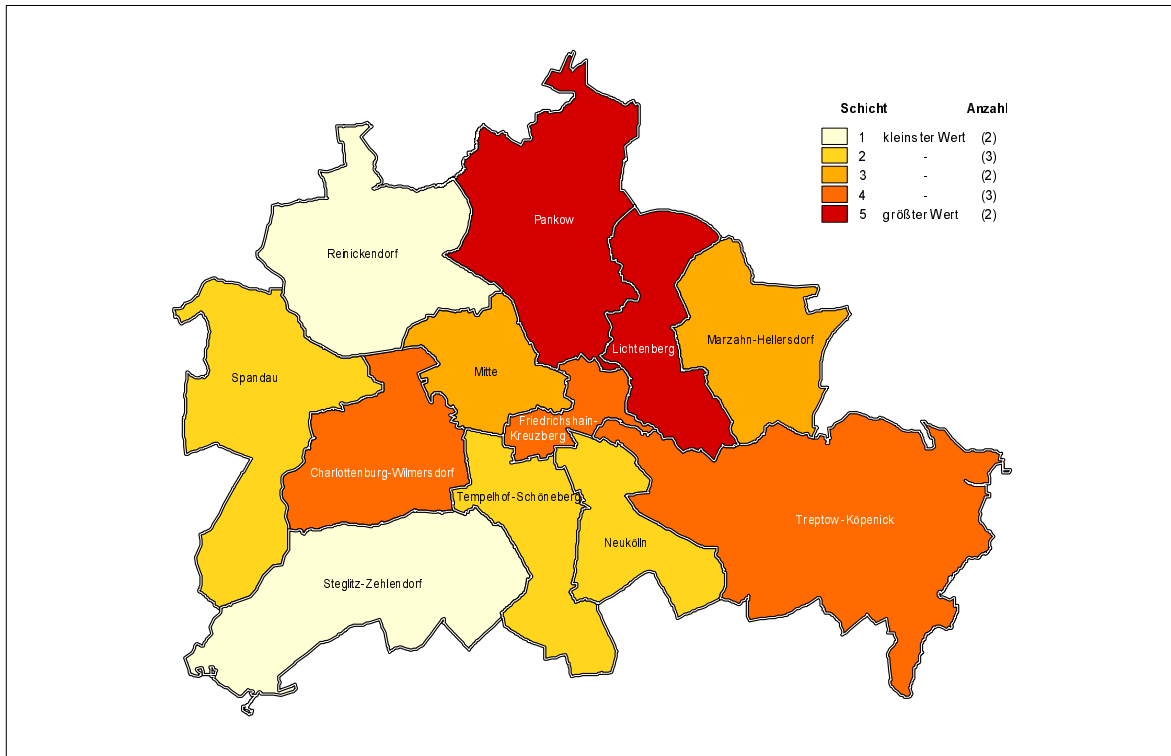 Schicht Anzahl
1 kleinster Wert (2)
2 - (3)
3 - (2)
4 - (3)
5 größter Wert (2)
Pankow
Reinickendorf
Marzahn-Hellersdorf
Lichtenberg
Mitte
Spandau
Friedrichshain-
Kreuzberg
Charlottenburg-Wilmersdorf
Tempelhof-Schöneberg
Treptow-Köpenick
Neukölln
Steglitz-Zehlendorf